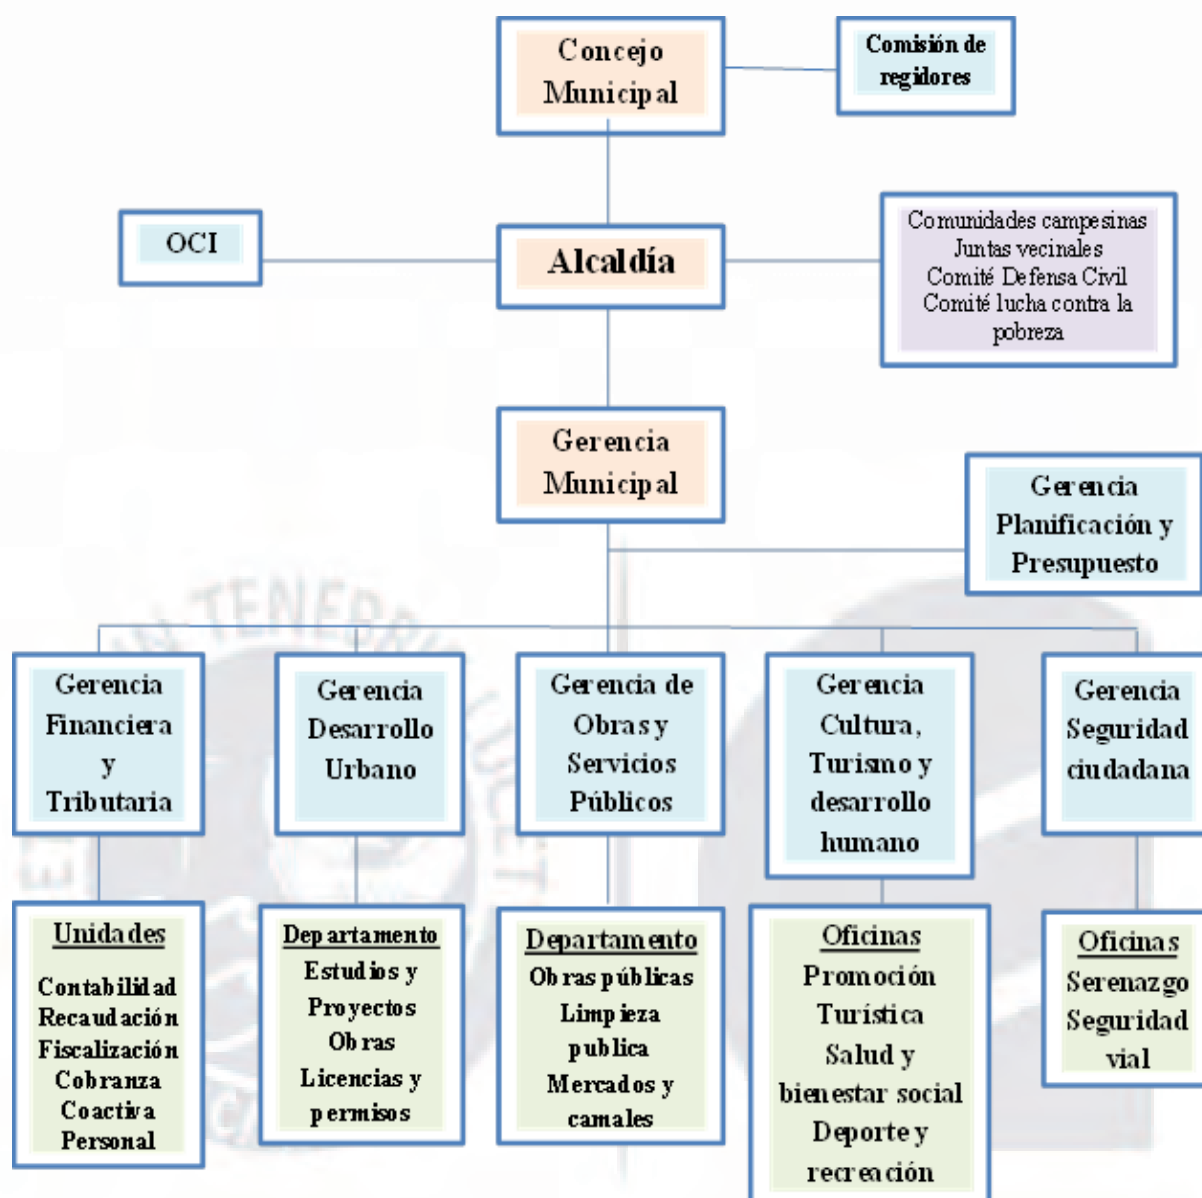 Concejo
Municipal
Comisión de
regidores
OCI
Alcaldía
Comunidades campesinas
Juntas vecinales
Comité Defensa Civil
Comité lucha contra la
pobreza
Gerencia
Municipal
Gerencia
Planificación y
Presupuesto
Gerencia
Financiera
y
Tributaria
Gerencia
Desarrollo
Urbano
Gerencia de
Obras y
Servicios
Públicos
Gerencia
Cultura,
Turismo y
desarrollo
humano
Gerencia
Seguridad
ciudadana
Unidades
Contabilidad
Recaudación
Fiscalización
Cobranza
Coactiva
Personal
Departamento
Estudios y
Proyectos
Obras
Licencias y
permisos
Departamento
Obras públicas
Limpieza
publica
Mercados y
camales
Oficinas
Promoción
Turística
Salud y
bienestar social
Deporte y
recreación
Oficinas
Serenazgo
Seguridad
vial
TENEBRIS